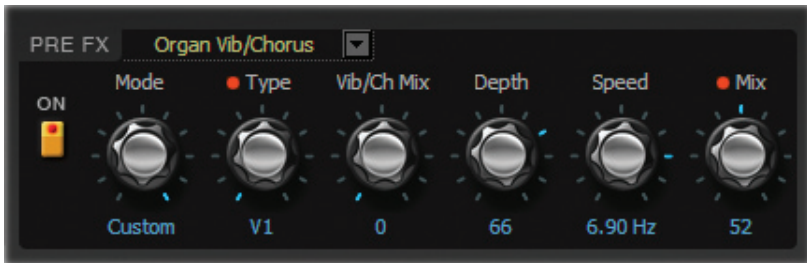 PRE FX Organ Vib/Chorus
ON Mode Type Vib/Ch Mix Depth Speed Mix
Custom V1 0 66 6.90 Hz 52